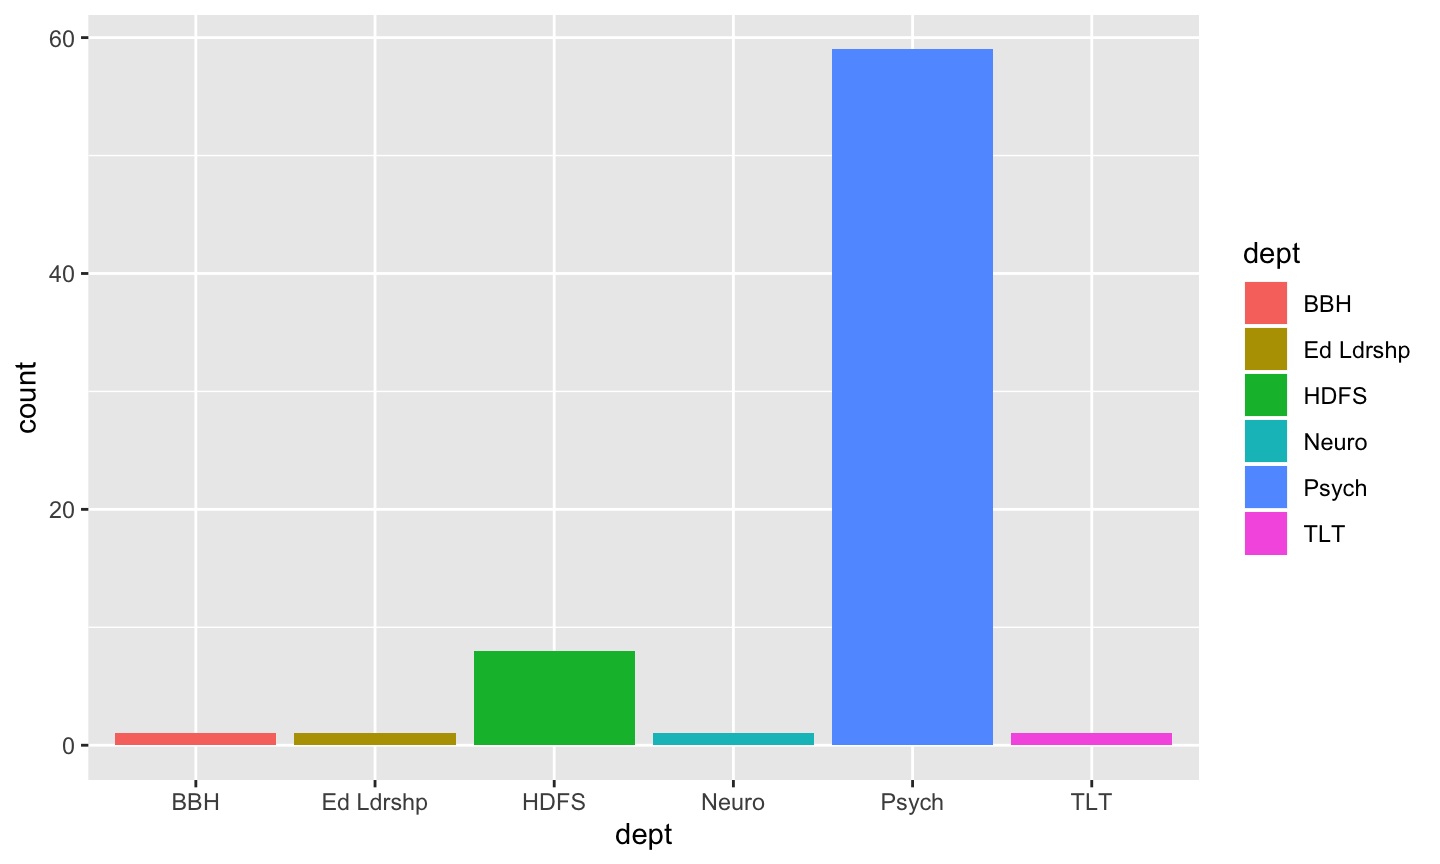 60
40
20
0
count
BBH
Ed Ldrshp
HDFS
Neuro
Psych
TLT
dept
dept
BBH
Ed Ldrshp
HDFS
Neuro
Psych
TLT